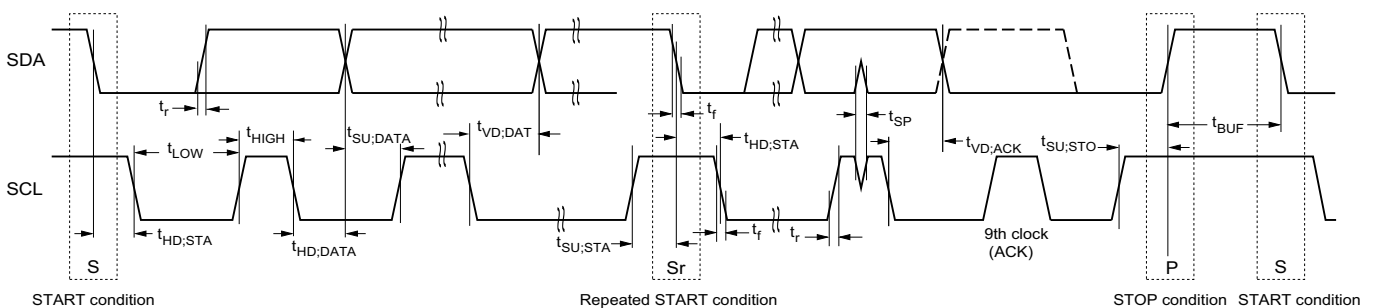 SDA
t_r
t_HIGH
t_SU;DATA
t_VD;DAT
t_f
t_SP
t_BUF
t_LOW
t_HD;STA
t_VD;ACK
t_SU;STO
SCL
t_HD;STA
t_HD;DATA
t_SU;STA
t_f
t_r
9th clock
(ACK)
S
Sr
P
S
START condition
Repeated START condition
STOP condition
START condition